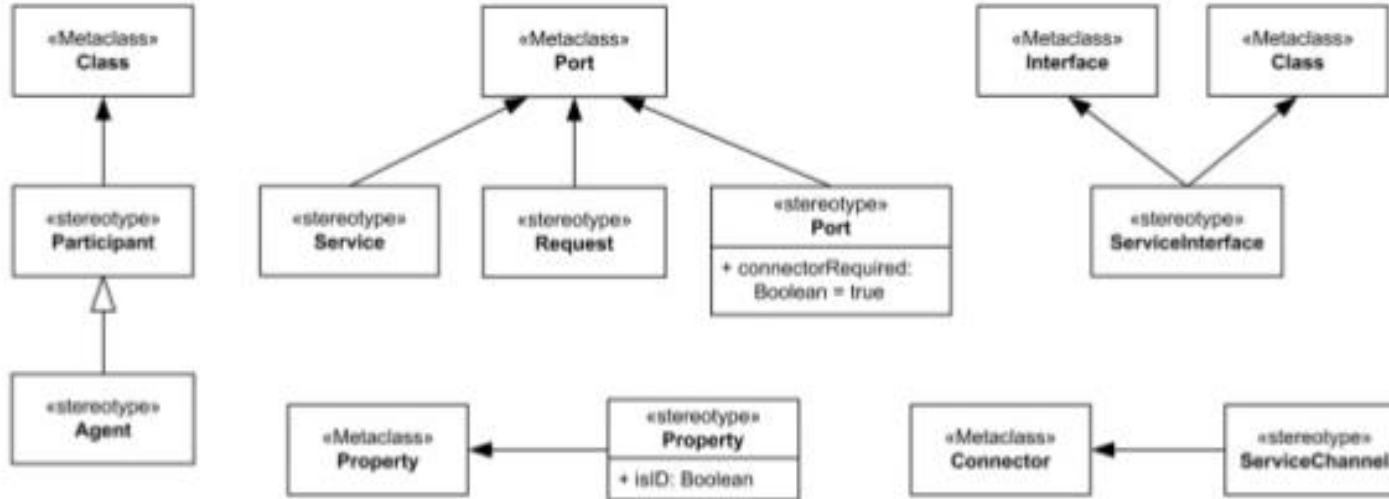 «Metaclass»
Class
«stereotype»
Participant
«stereotype»
Agent
«Metaclass»
Port
«stereotype»
Service
«stereotype»
Request
«stereotype»
Port
+ connectorRequired:
Boolean = true
«Metaclass»
Interface
«Metaclass»
Class
«stereotype»
ServiceInterface
«Metaclass»
Property
«stereotype»
Property
+ isID: Boolean
«Metaclass»
Connector
«stereotype»
ServiceChannel